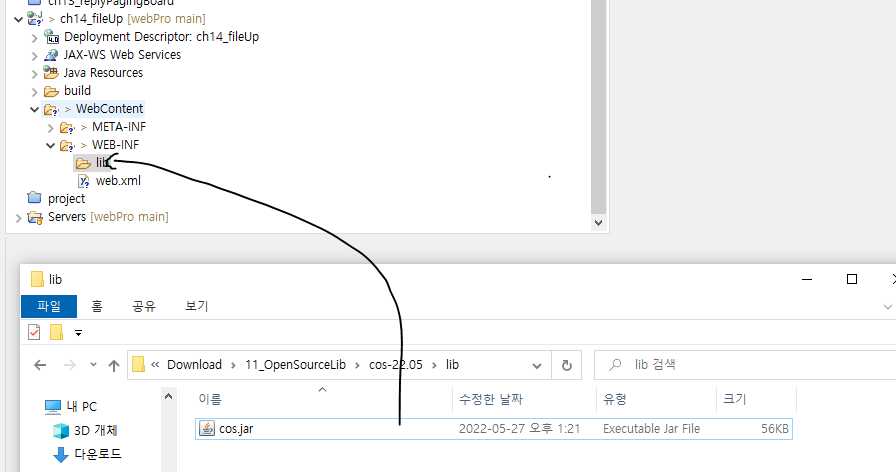 ch13_replyPagingBoard
> ch14_fileUp [webPro main]
Deployment Descriptor: ch14_fileUp
JAX-WS Web Services
Java Resources
build
> WebContent
> META-INF
> WEB-INF
lib
web.xml
project
Servers [webPro main]
lib
파일 홈 공유 보기
« Download > 11_OpenSourceLib > cos-22.05 > lib
lib 검색
이름 수정한 날짜 유형 크기
내 PC
cos.jar 2022-05-27 오후 1:21 Executable Jar File 56KB
3D 개체
다운로드